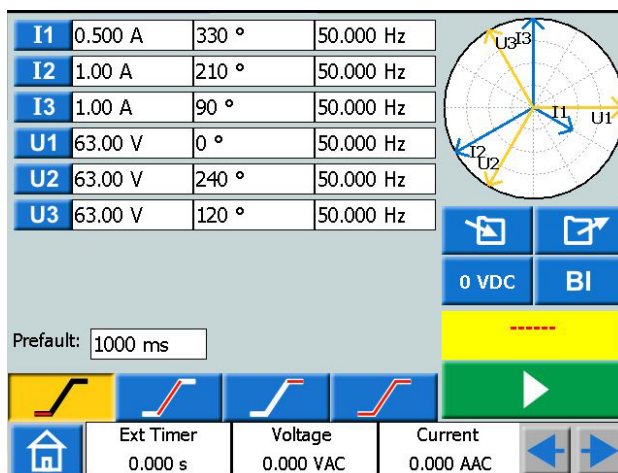 I1 0.500 A 330 ° 50.000 Hz
I2 1.00 A 210 ° 50.000 Hz
I3 1.00 A 90 ° 50.000 Hz
U1 63.00 V 0 ° 50.000 Hz
U2 63.00 V 240 ° 50.000 Hz
U3 63.00 V 120 ° 50.000 Hz
U3 I3
I1 U1
I2
U2
0 VDC BI
Prefault: 1000 ms
------
Ext Timer Voltage Current
0.000 s 0.000 VAC 0.000 AAC